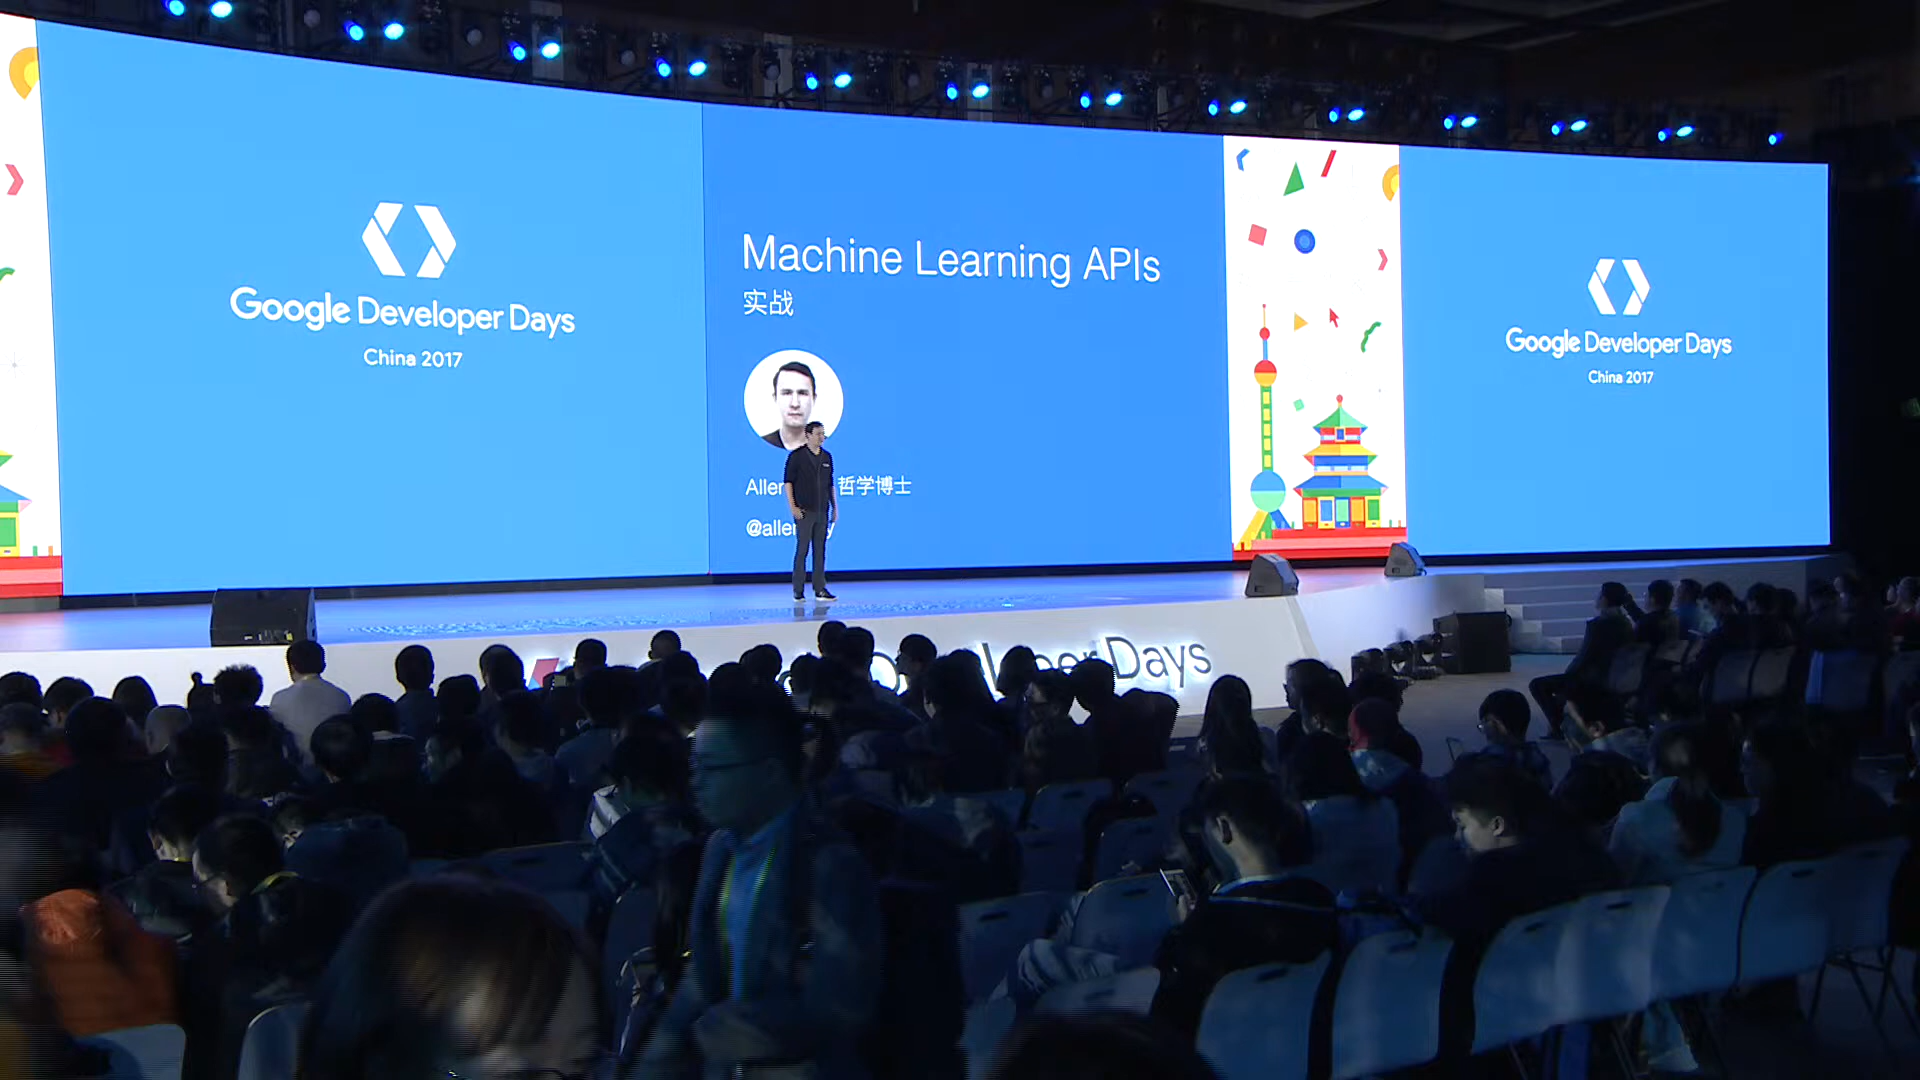 Google Developer Days
China 2017
Machine Learning APIs
实战
Allen 哲学博士
@alle y
Google Developer Days
China 2017
Days